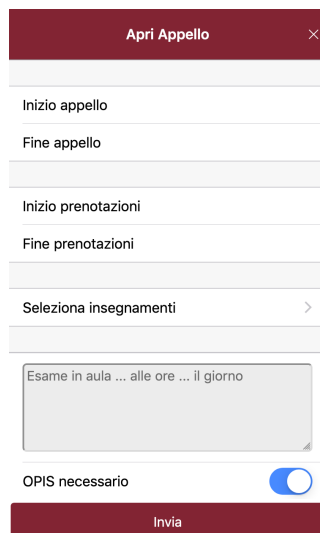 Apri Appello
Inizio appello
Fine appello
Inizio prenotazioni
Fine prenotazioni
Seleziona insegnamenti
Esame in aula ... alle ore ... il giorno
OPIS necessario
Invia